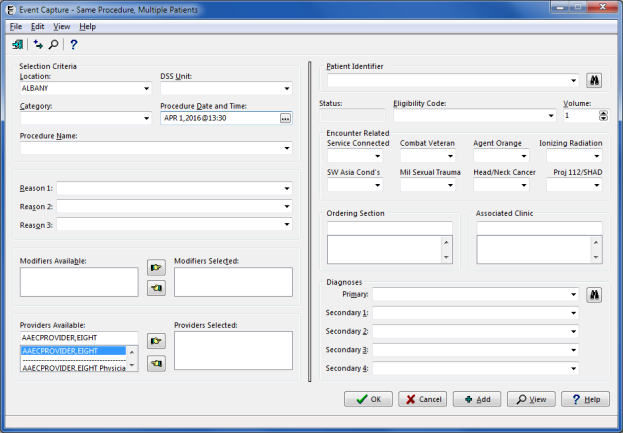 Event Capture - Same Procedure, Multiple Patients
File Edit View Help
Selection Criteria
Location: DSS Unit:
ALBANY
Category: Procedure Date and Time:
APR 1,2016@13:30 ...
Procedure Name:
Reason 1:
Reason 2:
Reason 3:
Modifiers Available: Modifiers Selected:
Providers Available: Providers Selected:
AAECPROVIDER,EIGHT
AAECPROVIDER,EIGHT
--------------------------------
AAECPROVIDER,EIGHT Physicia
Patient Identifier
Status: Eligibility Code: Volume:
1
Encounter Related
Service Connected Combat Veteran Agent Orange Ionizing Radiation
SW Asia Cond's Mil Sexual Trauma Head/Neck Cancer Proj 112/SHAD
Ordering Section Associated Clinic
Diagnoses
Primary:
Secondary 1:
Secondary 2:
Secondary 3:
Secondary 4:
OK Cancel Add View Help